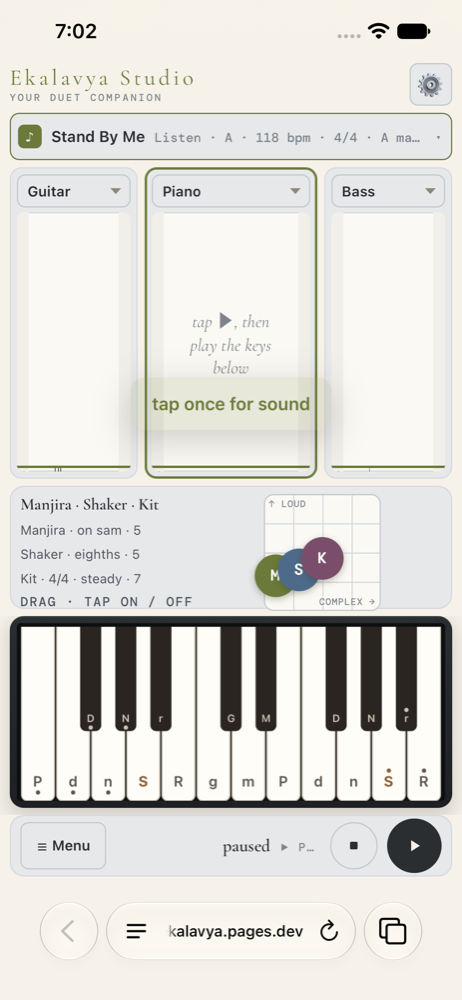 7:02
Ekalavya Studio
YOUR DUET COMPANION
Stand By Me Listen · A · 118 bpm · 4/4 · A ma… ·
Guitar
Piano
Bass
tap ▶, then
play the keys
below
tap once for sound
Manjira · Shaker · Kit
Manjira · on sam · 5
Shaker · eighths · 5
Kit · 4/4 · steady · 7
DRAG · TAP ON / OFF
↑ LOUD
M S K
COMPLEX →
Ḍ Ṇ r G M D N ṙ
P̣ ḍ ṇ S R g m P d n Ṡ Ṙ
≡ Menu
paused ▸ P…
kalavya.pages.dev